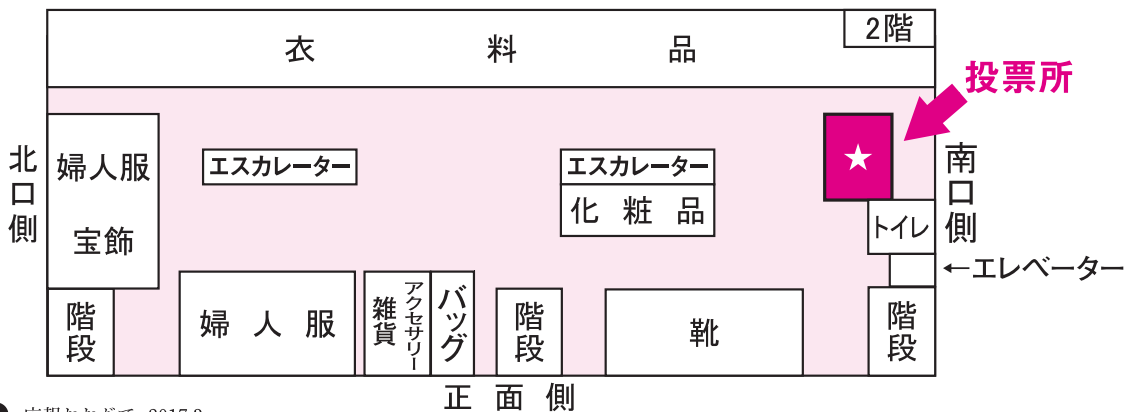 2階
衣料品
投票所
北口側
婦人服
宝飾
エスカレーター
エスカレーター
化粧品
南口側
トイレ
←エレベーター
階段
婦人服
雑貨
アクセサリー
バッグ
階段
靴
階段
正面側
2017.2